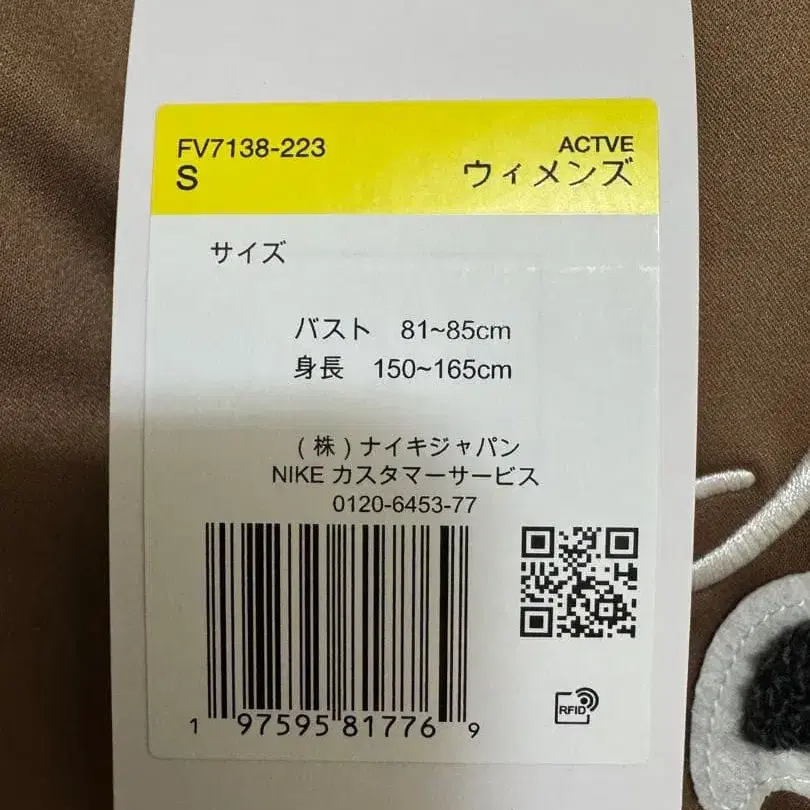 FV7138-223
S
ACTVE
ウィメンズ
サイズ
バスト 81~85cm
身長 150~165cm
(株)ナイキジャパン
NIKE カスタマーサービス
0120-6453-77
1 97595 81776 9
RFID